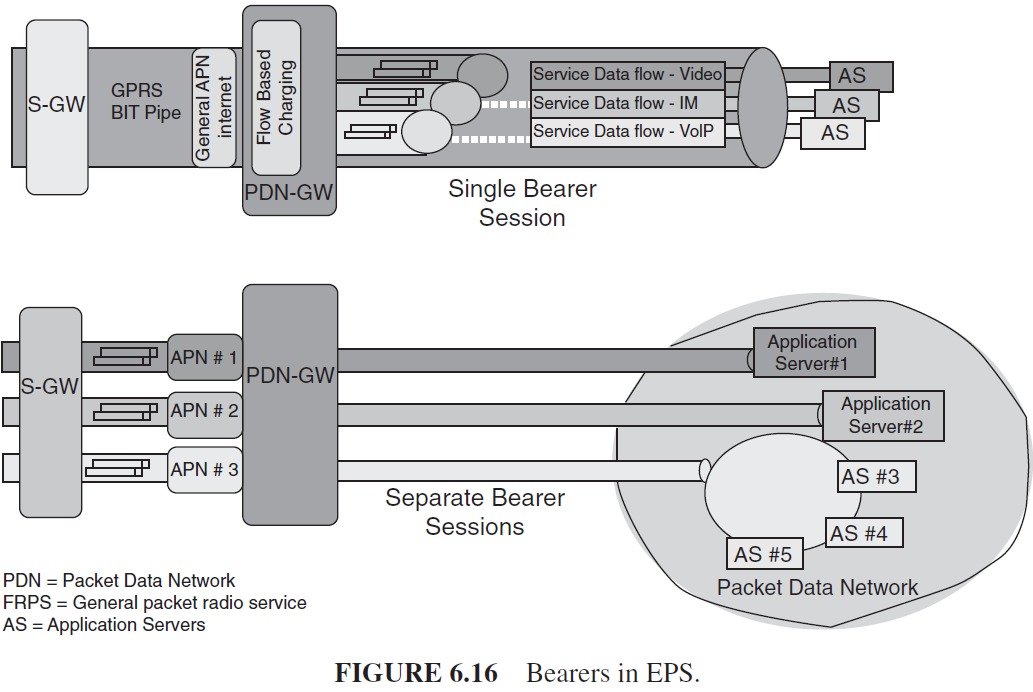 S-GW
GPRS
BIT Pipe
General APN
internet
Flow Based
Charging
PDN-GW
Service Data flow - Video
Service Data flow - IM
Service Data flow - VoIP
AS
AS
AS
Single Bearer
Session
S-GW
APN # 1
APN # 2
APN # 3
PDN-GW
Application
Server#1
Application
Server#2
AS #3
AS #4
AS #5
Packet Data Network
Separate Bearer
Sessions
PDN = Packet Data Network
FRPS = General packet radio service
AS = Application Servers
FIGURE 6.16 Bearers in EPS.